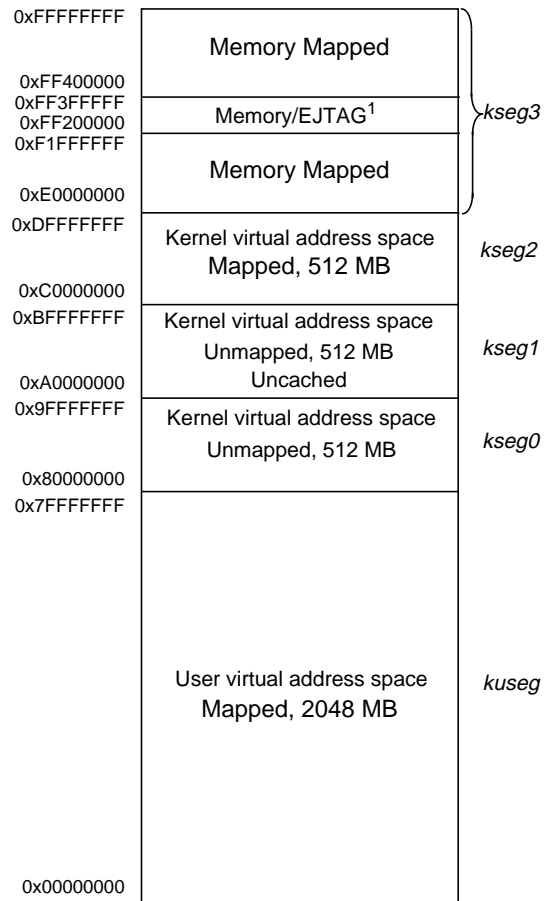 0xFFFFFFFF
Memory Mapped
0xFF400000
0xFF3FFFFF
Memory/EJTAG1
kseg3
0xFF200000
0xF1FFFFFF
Memory Mapped
0xE0000000
0xDFFFFFFF
Kernel virtual address space
Mapped, 512 MB
kseg2
0xC0000000
0xBFFFFFFF
Kernel virtual address space
Unmapped, 512 MB
Uncached
kseg1
0xA0000000
0x9FFFFFFF
Kernel virtual address space
Unmapped, 512 MB
kseg0
0x80000000
0x7FFFFFFF
User virtual address space
Mapped, 2048 MB
kuseg
0x00000000